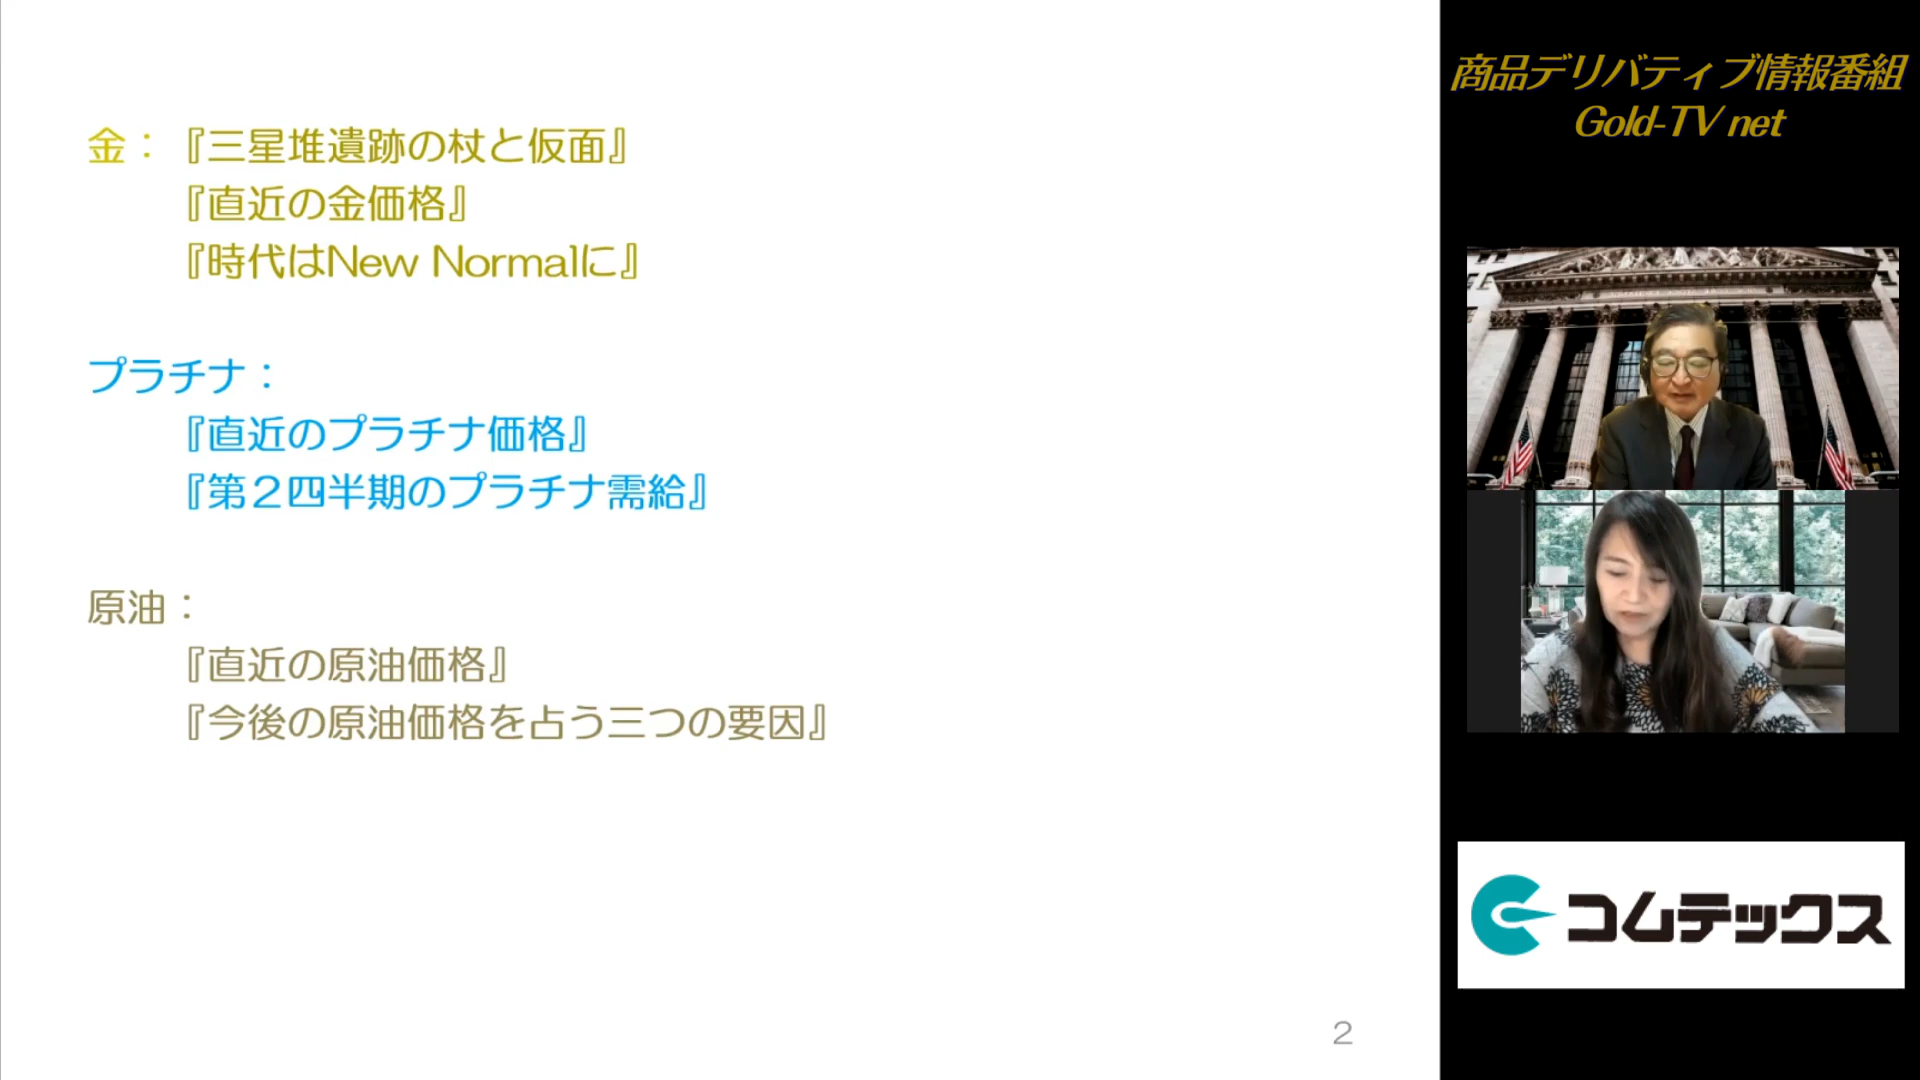 金：『三星堆遺跡の杖と仮面』
『直近の金価格』
『時代はNew Normalに』
プラチナ：
『直近のプラチナ価格』
『第２四半期のプラチナ需給』
原油：
『直近の原油価格』
『今後の原油価格を占う三つの要因』
2
商品デリバティブ情報番組
Gold-TV net
コムテックス